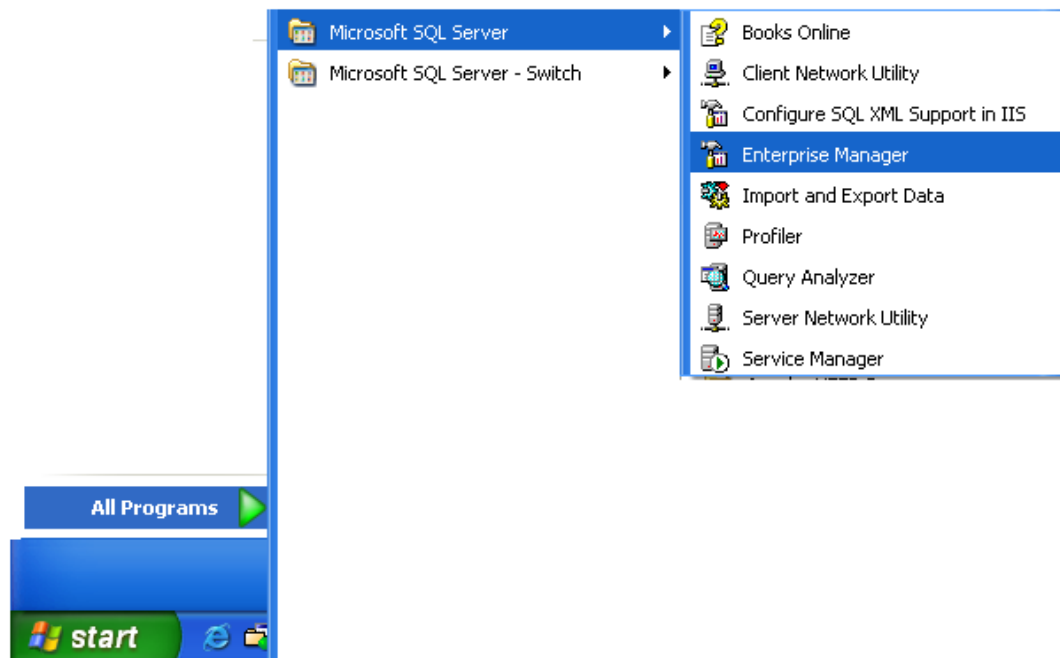 Microsoft SQL Server
Microsoft SQL Server - Switch
Books Online
Client Network Utility
Configure SQL XML Support in IIS
Enterprise Manager
Import and Export Data
Profiler
Query Analyzer
Server Network Utility
Service Manager
All Programs
start